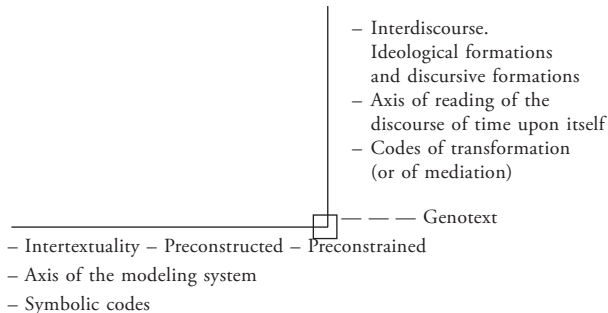 – Interdiscourse.
Ideological formations
and discursive formations
– Axis of reading of the
discourse of time upon itself
– Codes of transformation
(or of mediation)
— — — Genotext
– Intertextuality – Preconstructed – Preconstrained
– Axis of the modeling system
– Symbolic codes